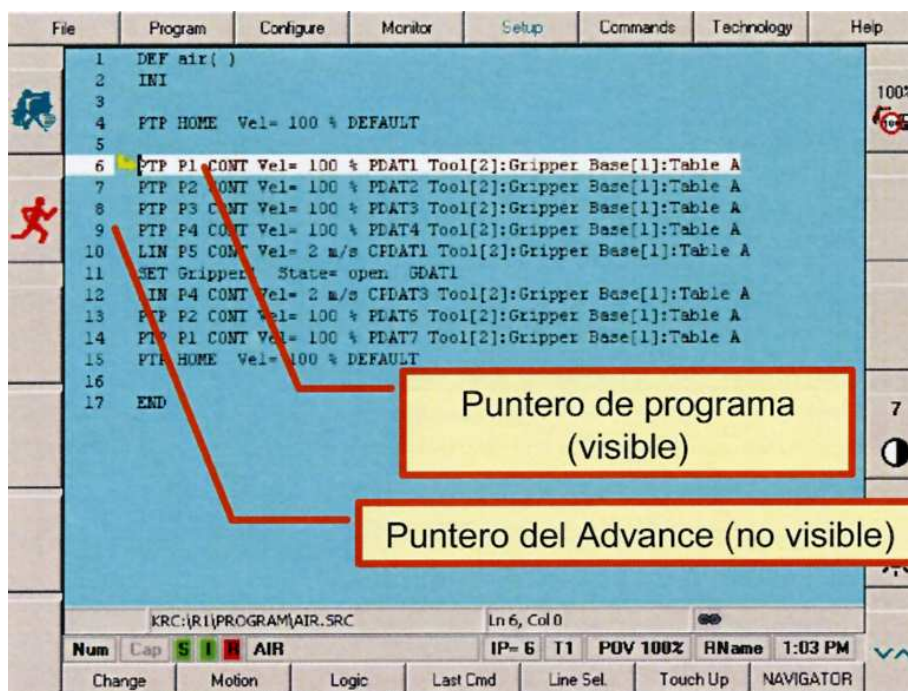 File Program Configure Monitor Setup Commands Technology Help
1 DEF air( )
2 INI
3
4 PTP HOME Vel= 100 % DEFAULT
5
6 PTP P1 CONT Vel= 100 % PDAT1 Tool[2]:Gripper Base[1]:Table A
7 PTP P2 CONT Vel= 100 % PDAT2 Tool[2]:Gripper Base[1]:Table A
8 PTP P3 CONT Vel= 100 % PDAT3 Tool[2]:Gripper Base[1]:Table A
9 PTP P4 CONT Vel= 100 % PDAT4 Tool[2]:Gripper Base[1]:Table A
10 LIN P5 CONT Vel= 2 m/s CPDAT1 Tool[2]:Gripper Base[1]:Table A
11 SET Gripper State= open GDAT1
12 LIN P4 CONT Vel= 2 m/s CPDAT3 Tool[2]:Gripper Base[1]:Table A
13 PTP P2 CONT Vel= 100 % PDAT6 Tool[2]:Gripper Base[1]:Table A
14 PTP P1 CONT Vel= 100 % PDAT7 Tool[2]:Gripper Base[1]:Table A
15 PTP HOME Vel= 100 % DEFAULT
16
17 END
100%
Puntero de programa
(visible)
7
Puntero del Advance (no visible)
KRC:\R1\PROGRAM\AIR.SRC Ln 6, Col 0
Num Cap S I R AIR IP= 6 T1 POV 100% RName 1:03 PM
Change Motion Logic Last Cmd Line Sel. Touch Up NAVIGATOR